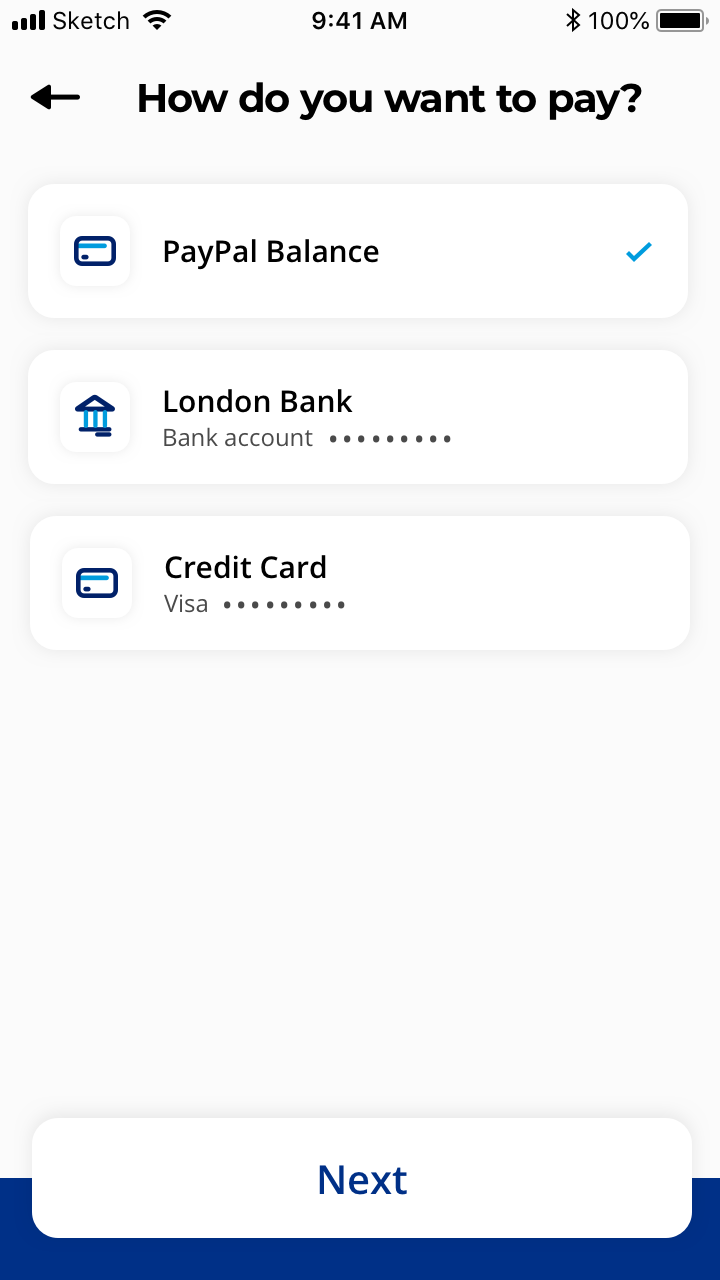 Sketch 9:41 AM 100%
How do you want to pay?
PayPal Balance
London Bank
Bank account •••••••••
Credit Card
Visa •••••••••
Next